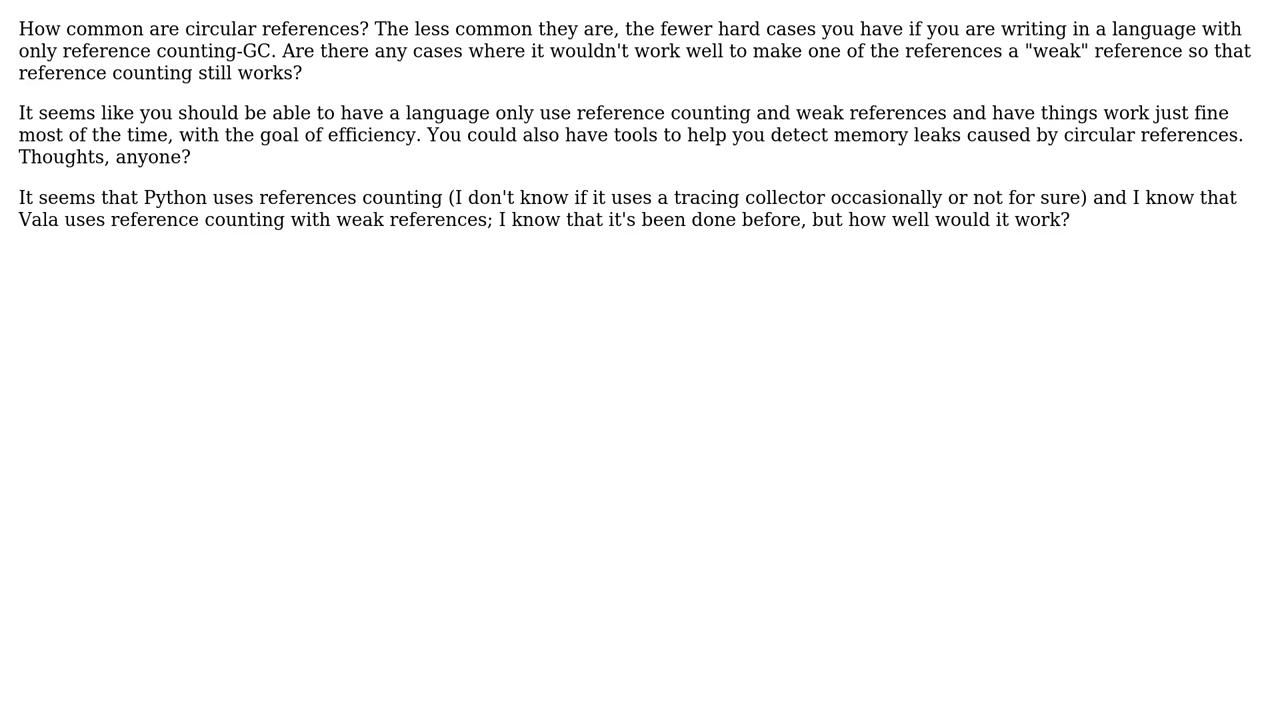 How common are circular references? The less common they are, the fewer hard cases you have if you are writing in a language with
only reference counting-GC. Are there any cases where it wouldn't work well to make one of the references a "weak" reference so that
reference counting still works?
It seems like you should be able to have a language only use reference counting and weak references and have things work just fine
most of the time, with the goal of efficiency. You could also have tools to help you detect memory leaks caused by circular references.
Thoughts, anyone?
It seems that Python uses references counting (I don't know if it uses a tracing collector occasionally or not for sure) and I know that
Vala uses reference counting with weak references; I know that it's been done before, but how well would it work?